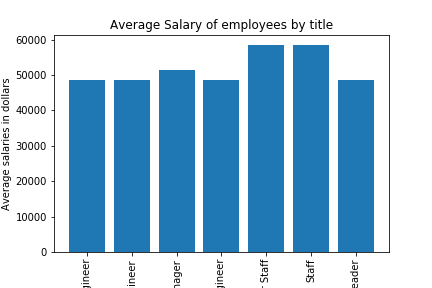 Average Salary of employees by title
Average salaries in dollars
60000
50000
40000
30000
20000
10000
0
gineer
ineer
nager
gineer
r Staff
Staff
eader